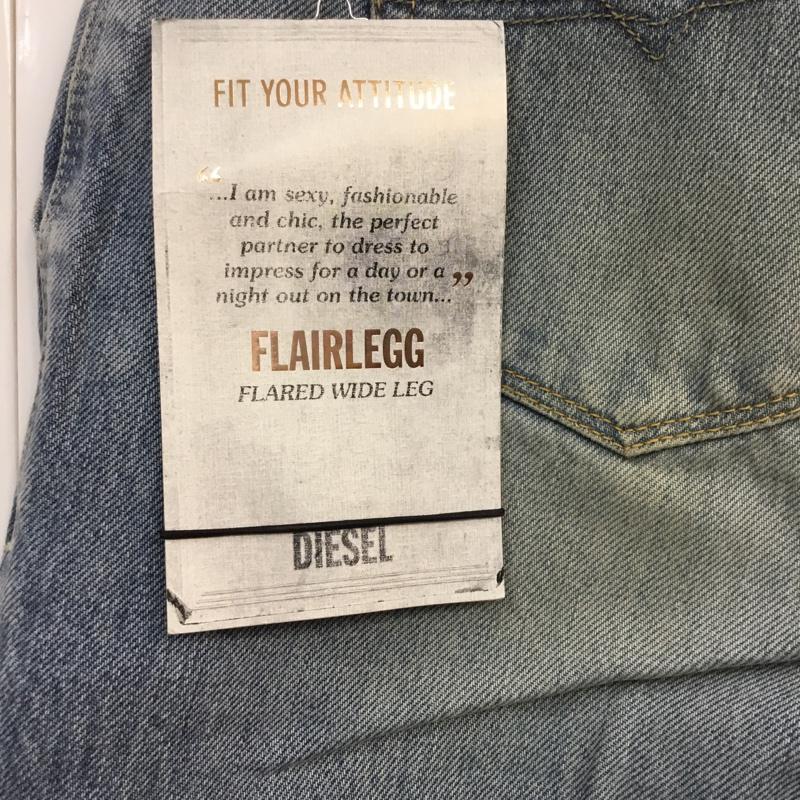 FIT YOUR ATTITUDE
“
...I am sexy, fashionable
and chic, the perfect
partner to dress to
impress for a day or a ”
night out on the town...
FLAIRLEGG
FLARED WIDE LEG
DIESEL